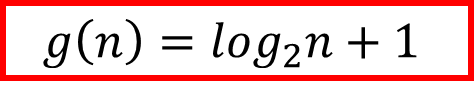 g(n) = log₂n + 1